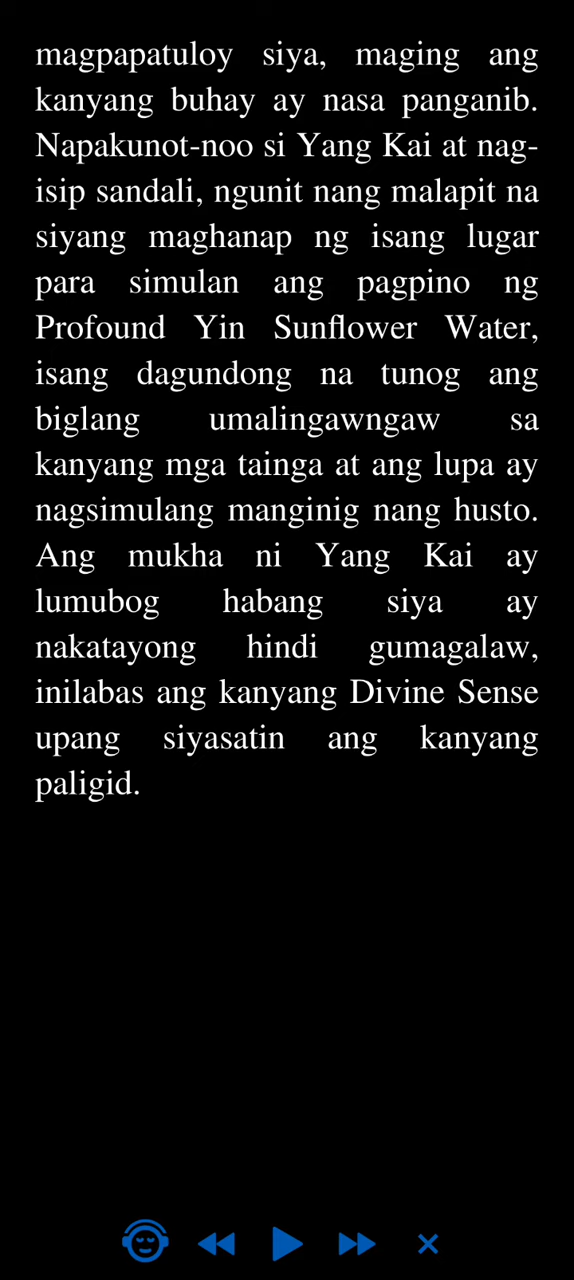 magpapatuloy siya, maging ang
kanyang buhay ay nasa panganib.
Napakunot-noo si Yang Kai at nag-
isip sandali, ngunit nang malapit na
siyang maghanap ng isang lugar
para simulan ang pagpino ng
Profound Yin Sunflower Water,
isang dagundong na tunog ang
biglang umalingawngaw sa
kanyang mga tainga at ang lupa ay
nagsimulang manginig nang husto.
Ang mukha ni Yang Kai ay
lumubog habang siya ay
nakatayong hindi gumagalaw,
inilabas ang kanyang Divine Sense
upang siyasatin ang kanyang
paligid.